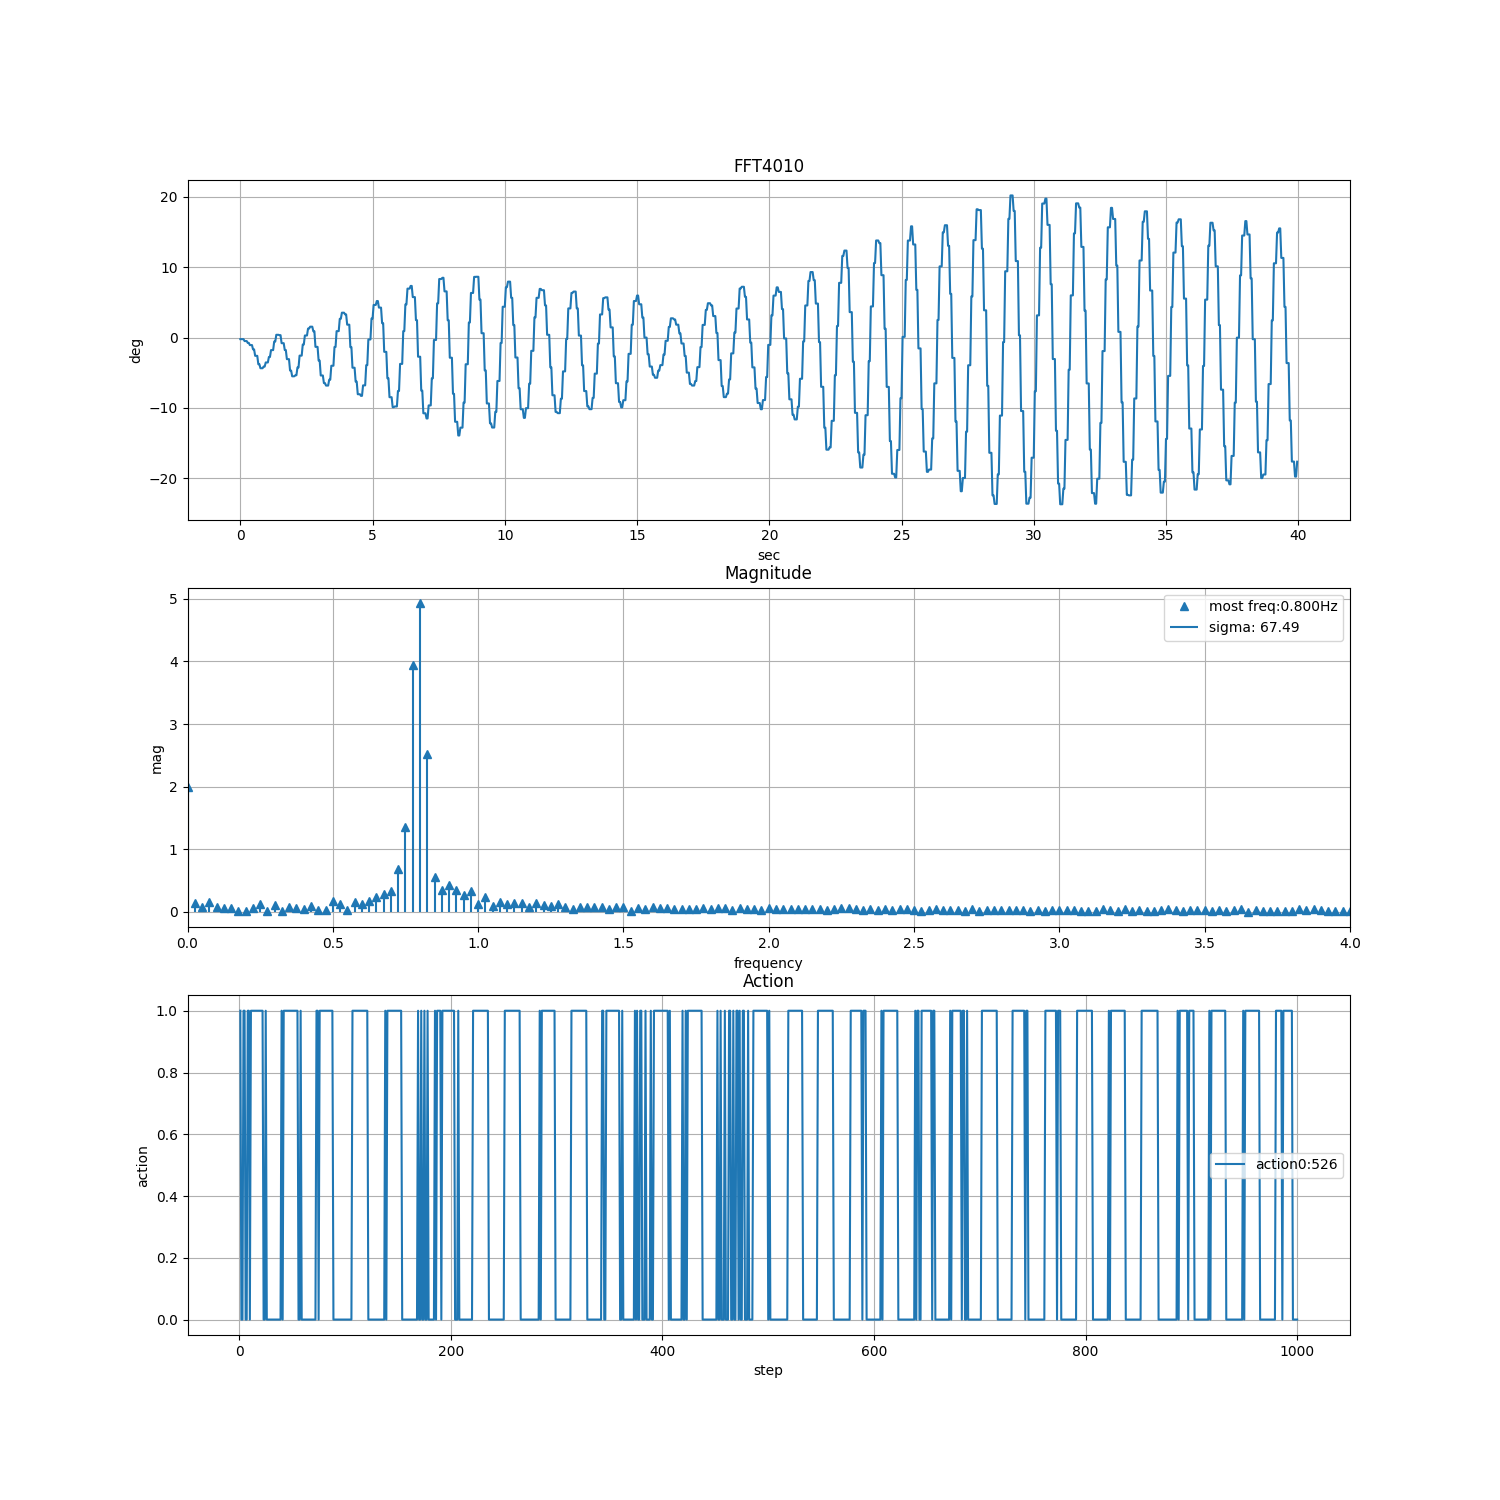 FFT4010
20
10
0
−10
−20
deg
0 5 10 15 20 25 30 35 40
sec
Magnitude
5
4
3
2
1
0
mag
most freq:0.800Hz
sigma: 67.49
0.0 0.5 1.0 1.5 2.0 2.5 3.0 3.5 4.0
frequency
Action
1.0
0.8
0.6
0.4
0.2
0.0
action
action0:526
0 200 400 600 800 1000
step